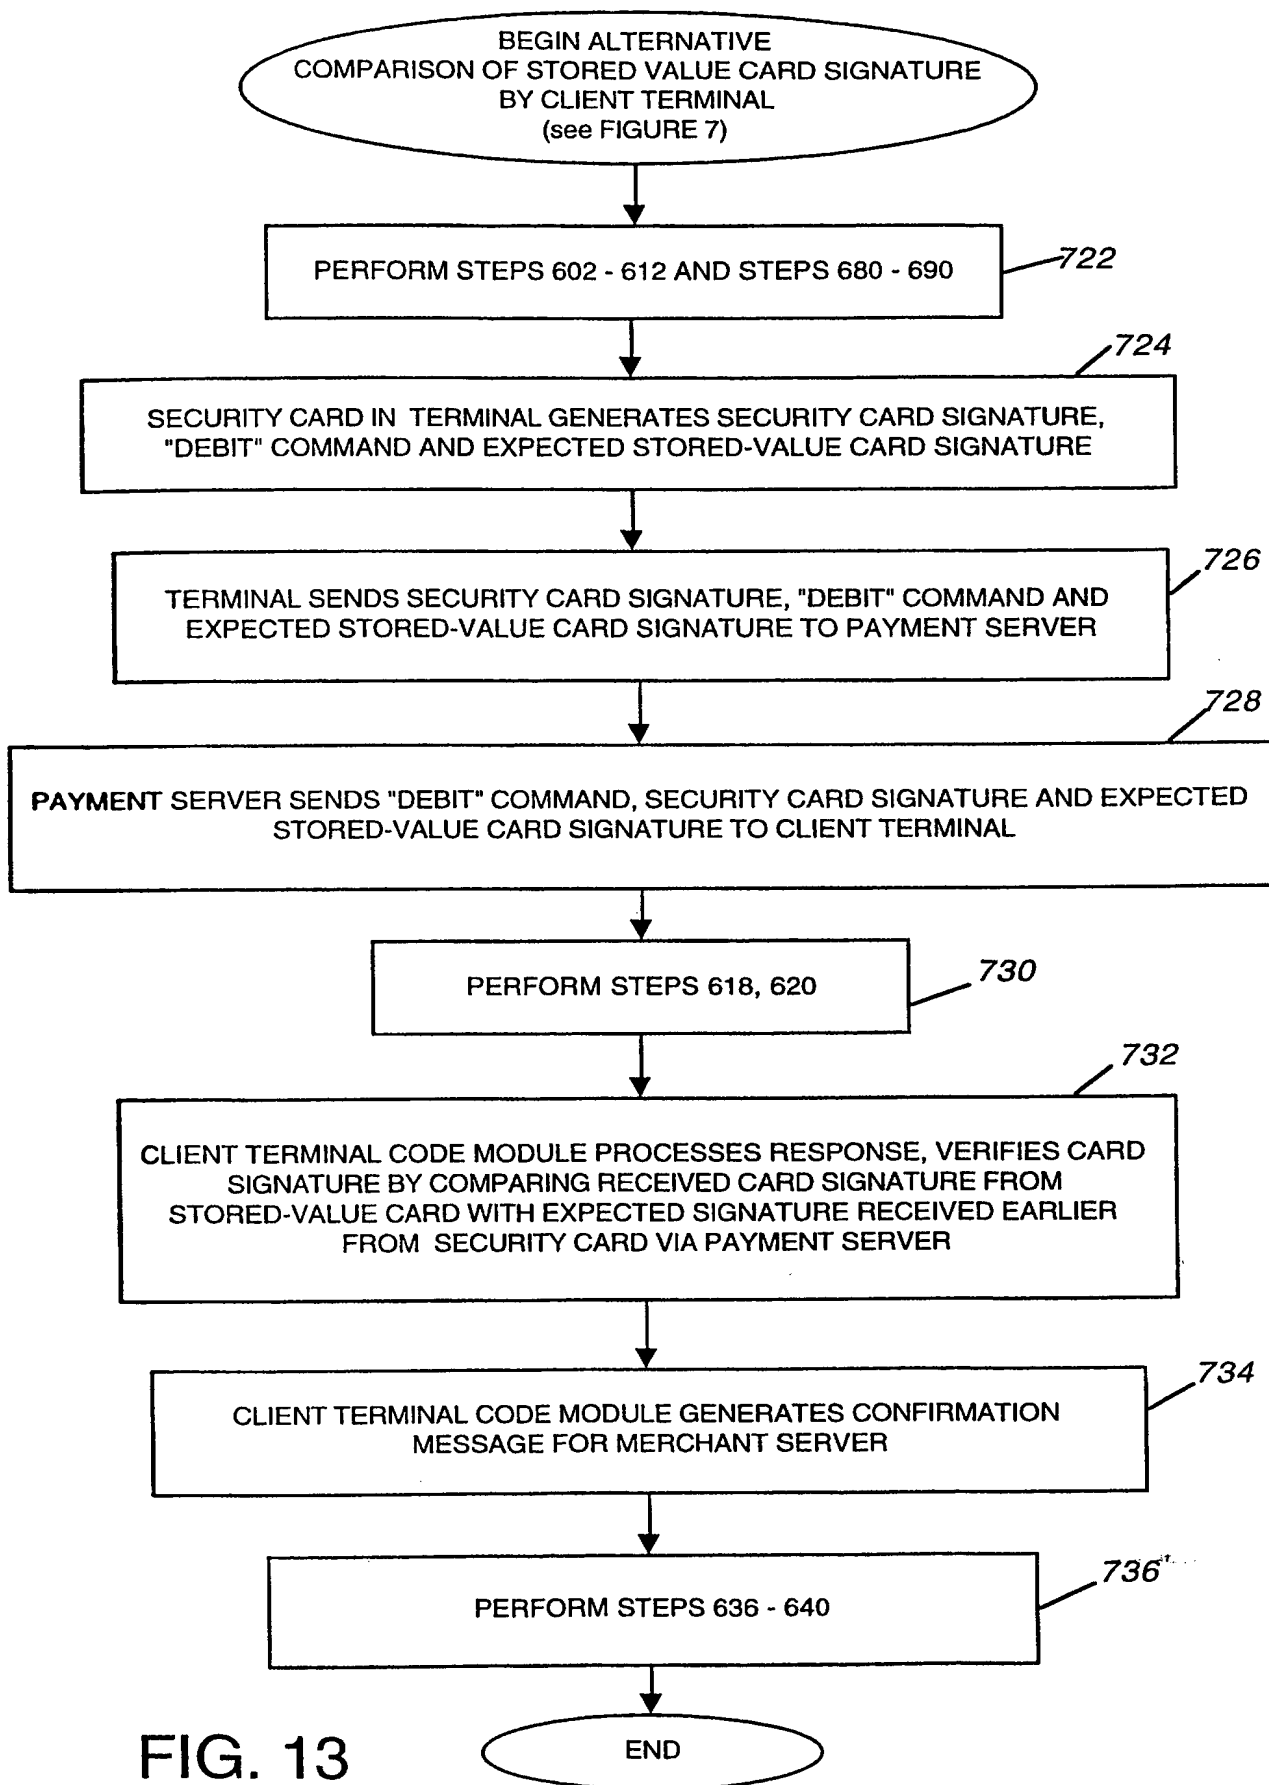 BEGIN ALTERNATIVE
COMPARISON OF STORED VALUE CARD SIGNATURE
BY CLIENT TERMINAL
(see FIGURE 7)
PERFORM STEPS 602 - 612 AND STEPS 680 - 690
722
724
SECURITY CARD IN TERMINAL GENERATES SECURITY CARD SIGNATURE,
"DEBIT" COMMAND AND EXPECTED STORED-VALUE CARD SIGNATURE
726
TERMINAL SENDS SECURITY CARD SIGNATURE, "DEBIT" COMMAND AND
EXPECTED STORED-VALUE CARD SIGNATURE TO PAYMENT SERVER
728
PAYMENT SERVER SENDS "DEBIT" COMMAND, SECURITY CARD SIGNATURE AND EXPECTED
STORED-VALUE CARD SIGNATURE TO CLIENT TERMINAL
PERFORM STEPS 618, 620
730
732
CLIENT TERMINAL CODE MODULE PROCESSES RESPONSE, VERIFIES CARD
SIGNATURE BY COMPARING RECEIVED CARD SIGNATURE FROM
STORED-VALUE CARD WITH EXPECTED SIGNATURE RECEIVED EARLIER
FROM SECURITY CARD VIA PAYMENT SERVER
734
CLIENT TERMINAL CODE MODULE GENERATES CONFIRMATION
MESSAGE FOR MERCHANT SERVER
736
PERFORM STEPS 636 - 640
END
FIG. 13